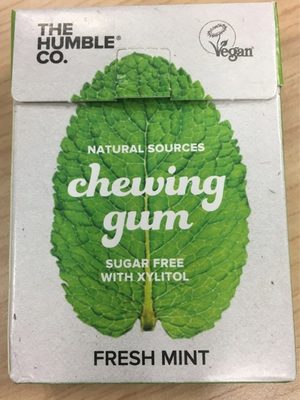 THE
HUMBLE®
CO.
Vegan
NATURAL SOURCES
chewing
gum
SUGAR FREE
WITH XYLITOL
FRESH MINT